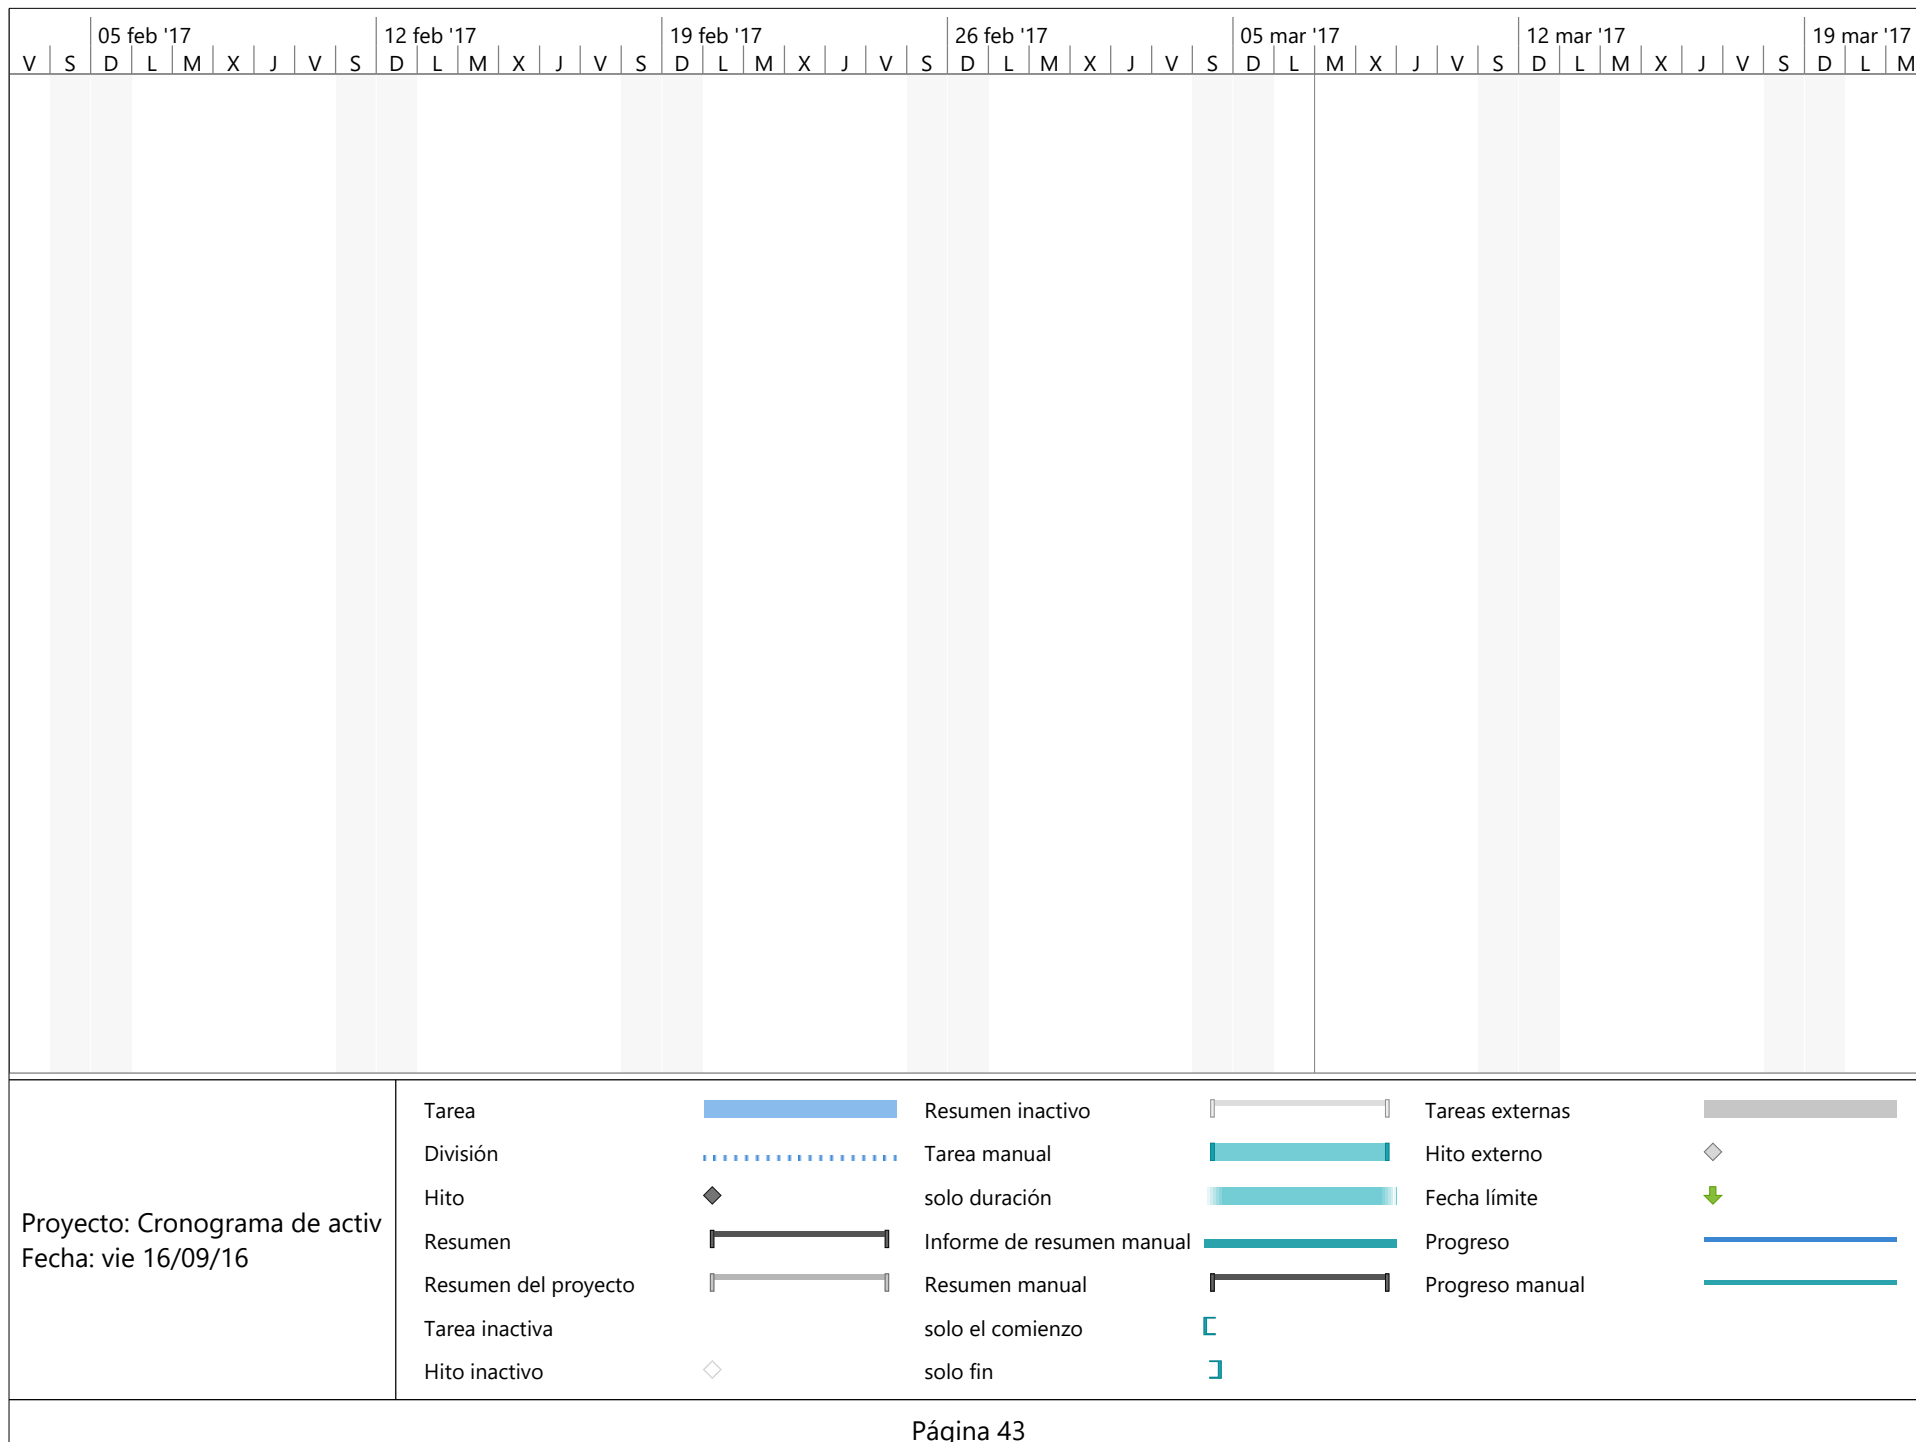 05 feb '17 12 feb '17 19 feb '17 26 feb '17 05 mar '17 12 mar '17 19 mar '17
V S D L M X J V S D L M X J V S D L M X J V S D L M X J V S D L M X J V S D L M X J V S D L M
Tarea Resumen inactivo Tareas externas
División Tarea manual Hito externo
Hito solo duración Fecha límite
Proyecto: Cronograma de activ
Fecha: vie 16/09/16
Resumen Informe de resumen manual Progreso
Resumen del proyecto Resumen manual Progreso manual
Tarea inactiva solo el comienzo
Hito inactivo solo fin
Página 43